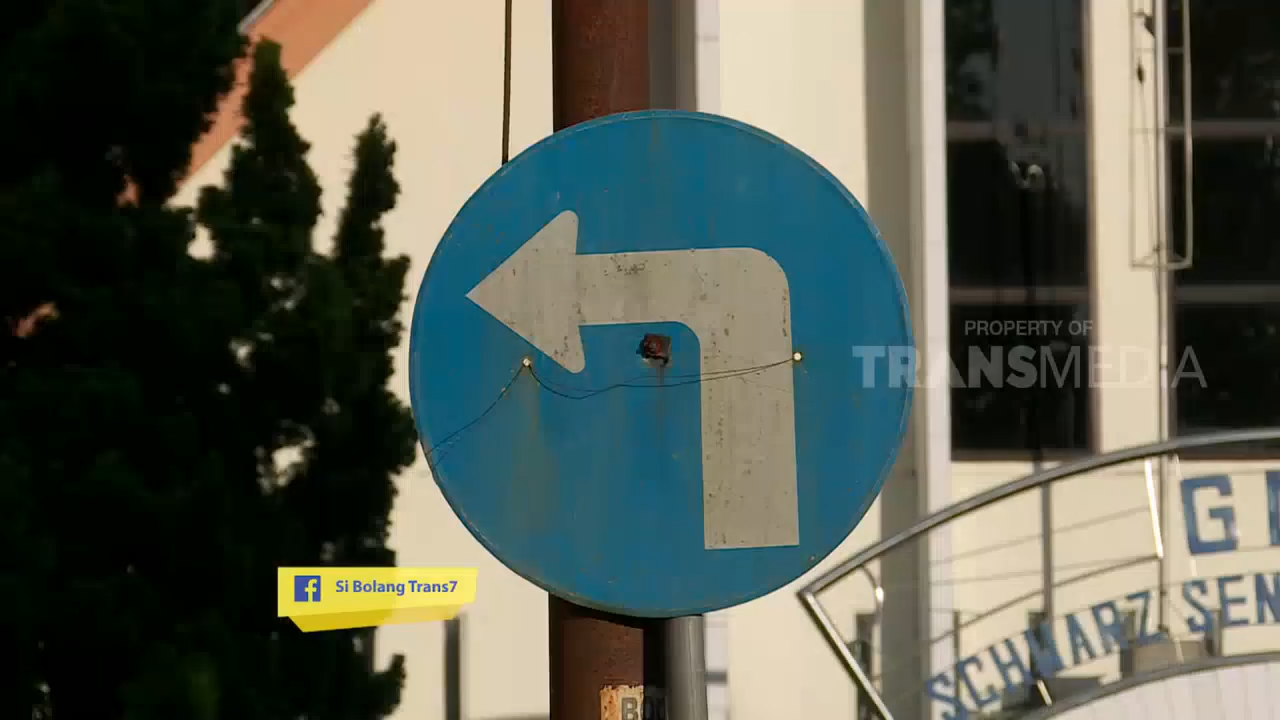 PROPERTY OF
TRANSMEDIA
G
SCHWARZ SEN
Si Bolang Trans7